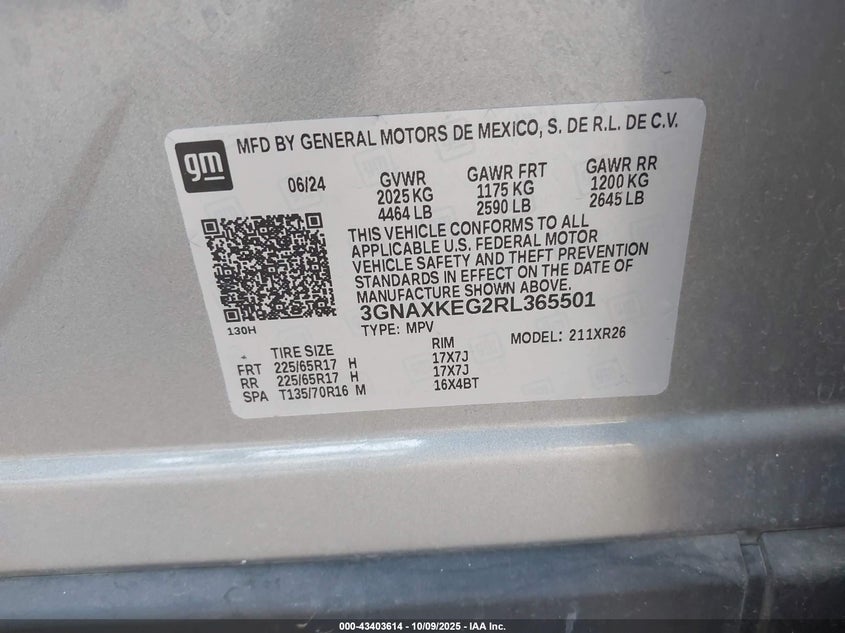 gm
MFD BY GENERAL MOTORS DE MEXICO, S. DE R.L. DE C.V.
06/24 GVWR GAWR FRT GAWR RR
2025 KG 1175 KG 1200 KG
4464 LB 2590 LB 2645 LB
THIS VEHICLE CONFORMS TO ALL
APPLICABLE U.S. FEDERAL MOTOR
VEHICLE SAFETY AND THEFT PREVENTION
STANDARDS IN EFFECT ON THE DATE OF
MANUFACTURE SHOWN ABOVE.
3GNAXKEG2RL365501
130H TYPE: MPV MODEL: 211XR26
TIRE SIZE RIM
FRT 225/65R17 H 17X7J
RR 225/65R17 H 17X7J
SPA T135/70R16 M 16X4BT
000-43403614 - 10/09/2025 - IAA Inc.